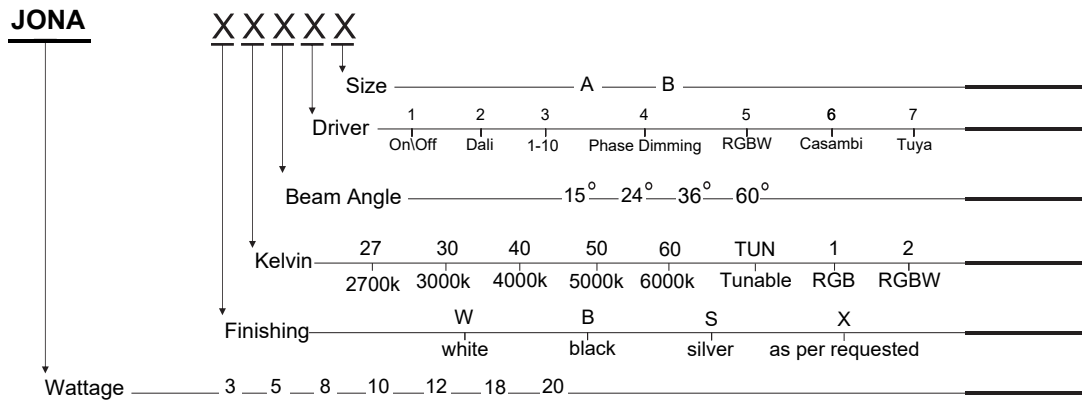 JONA X X X X X
Size A B
1 2 3 4 5 6 7
Driver
On\Off Dali 1-10 Phase Dimming RGBW Casambi Tuya
Beam Angle 15° 24° 36° 60°
27 30 40 50 60 TUN 1 2
Kelvin
2700k 3000k 4000k 5000k 6000k Tunable RGB RGBW
W B S X
Finishing
white black silver as per requested
Wattage 3 5 8 10 12 18 20